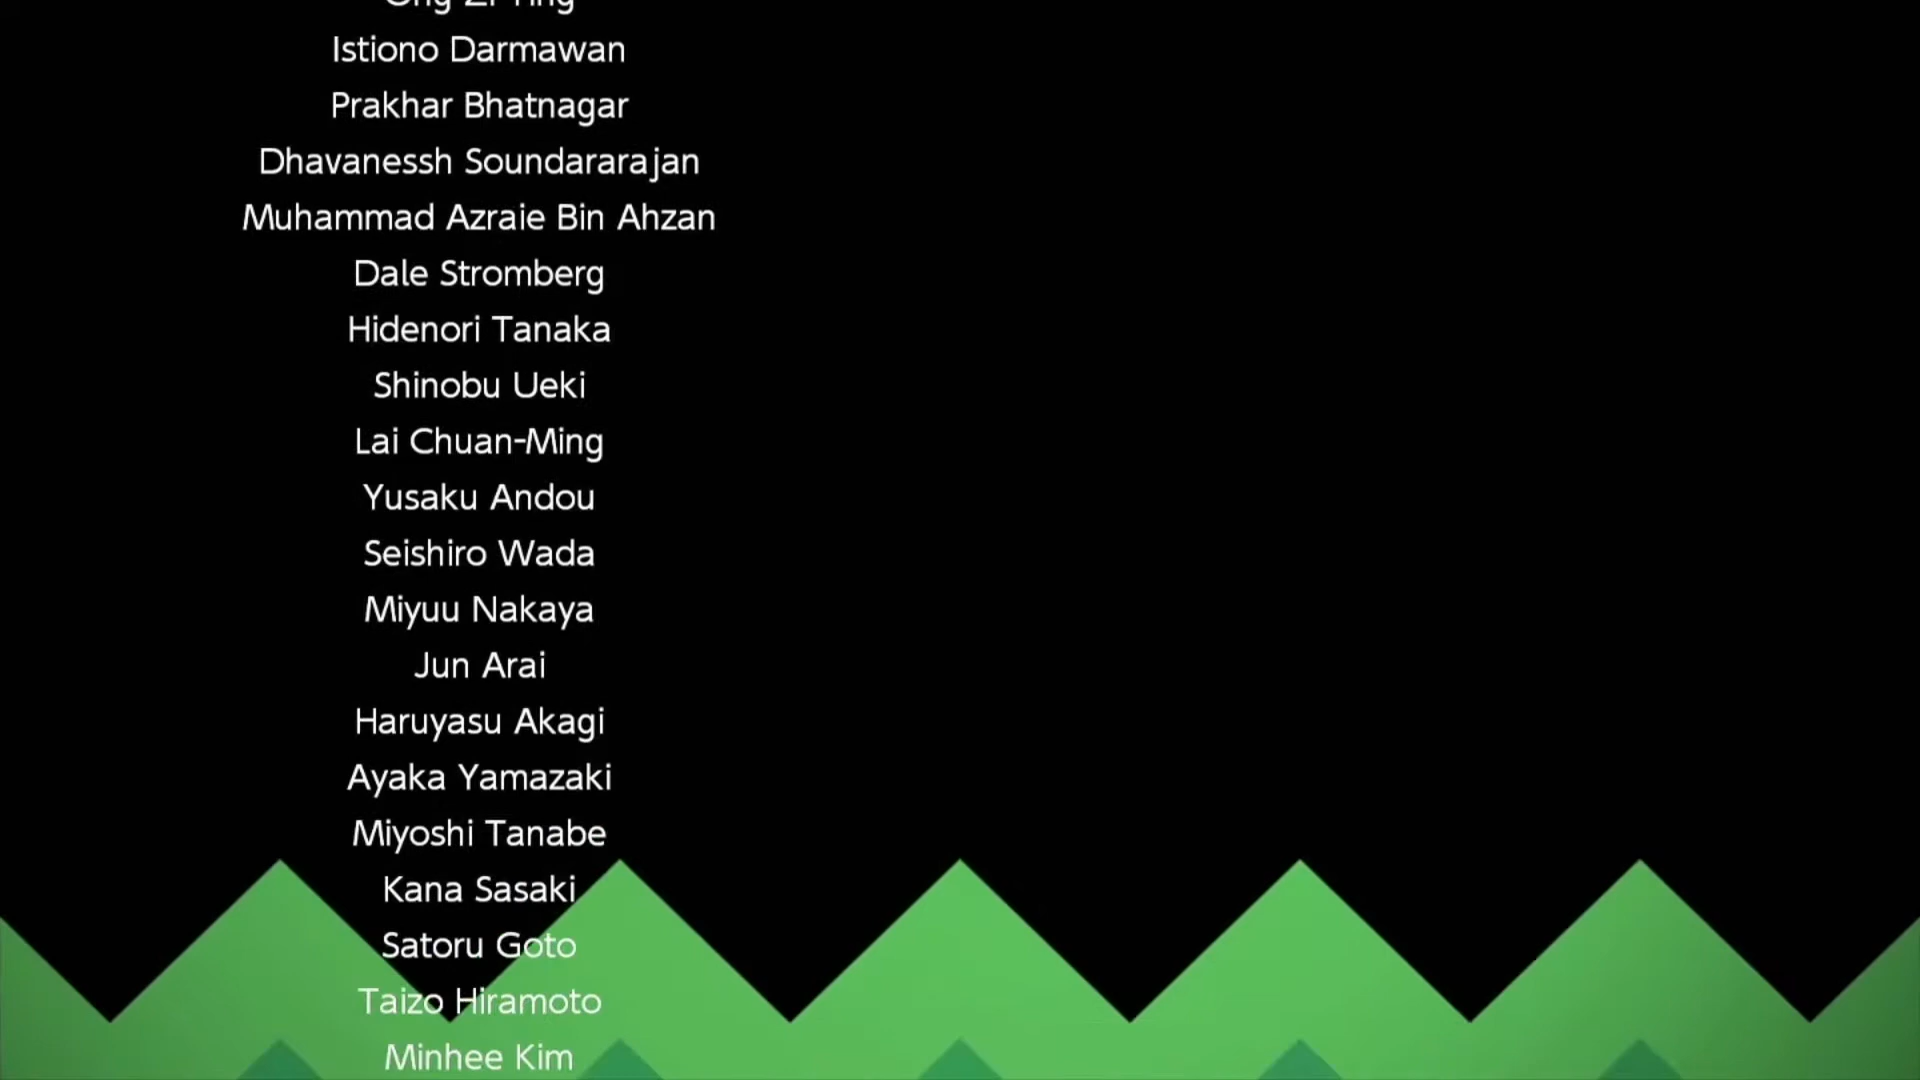 Istiono Darmawan
Prakhar Bhatnagar
Dhavanessh Soundararajan
Muhammad Azraie Bin Ahzan
Dale Stromberg
Hidenori Tanaka
Shinobu Ueki
Lai Chuan-Ming
Yusaku Andou
Seishiro Wada
Miyuu Nakaya
Jun Arai
Haruyasu Akagi
Ayaka Yamazaki
Miyoshi Tanabe
Kana Sasaki
Satoru Goto
Taizo Hiramoto
Minhee Kim